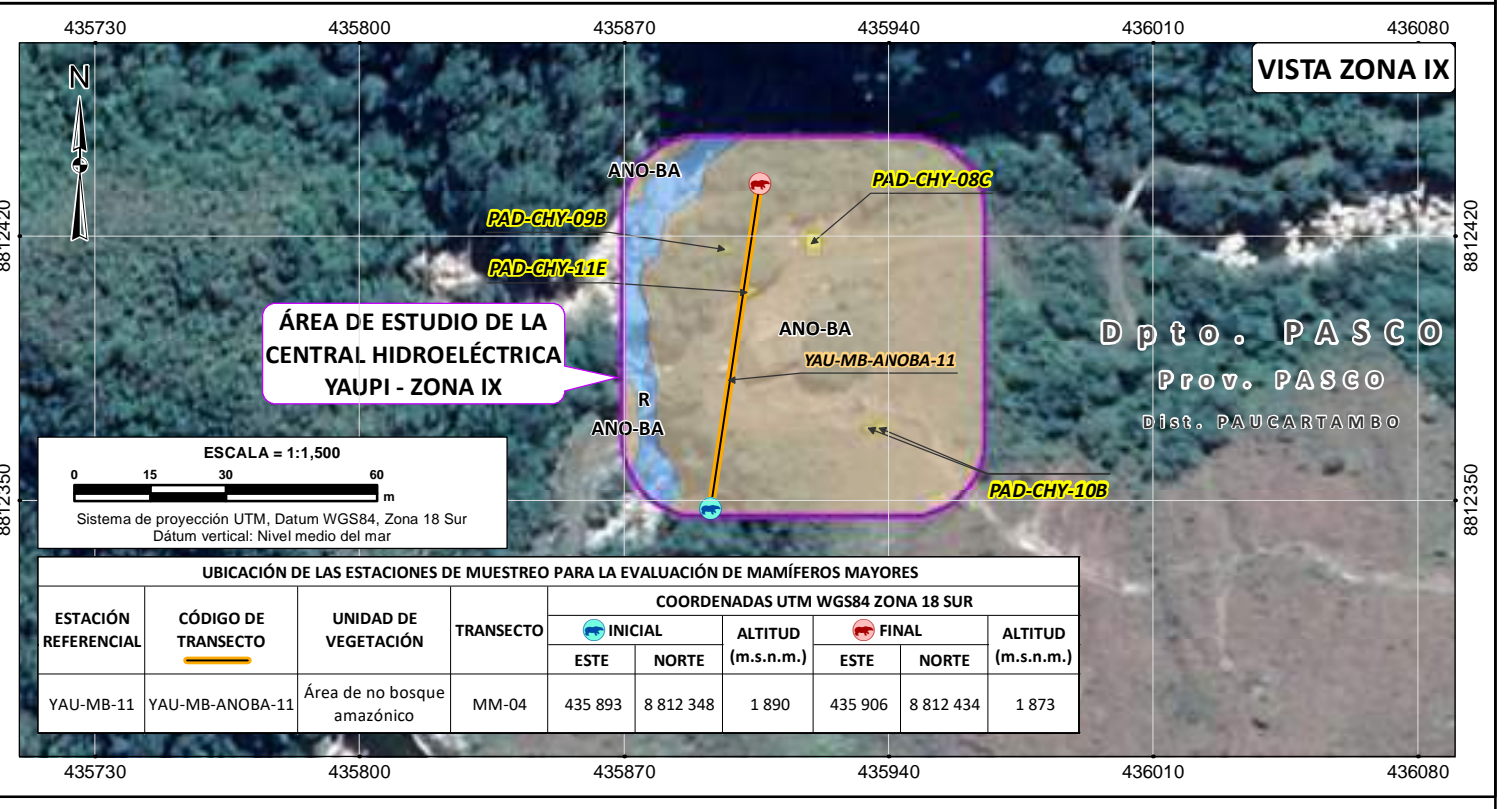 435730 435800 435870 435940 436010 436080
N
VISTA ZONA IX
ANO-BA
PAD-CHY-08C
8812420
PAD-CHY-09B
8812420
PAD-CHY-11E
ÁREA DE ESTUDIO DE LA
CENTRAL HIDROELÉCTRICA
YAUPI - ZONA IX
ANO-BA
Dpto. PASCO
YAU-MB-ANOBA-11
Prov. PASCO
R
ANO-BA
Dist. PAUCARTAMBO
ESCALA = 1:1,500
0 15 30 60
m
Sistema de proyección UTM, Datum WGS84, Zona 18 Sur
Dátum vertical: Nivel medio del mar
8812350
PAD-CHY-10B
8812350
UBICACIÓN DE LAS ESTACIONES DE MUESTREO PARA LA EVALUACIÓN DE MAMÍFEROS MAYORES
ESTACIÓN
REFERENCIAL
CÓDIGO DE
TRANSECTO
UNIDAD DE
VEGETACIÓN
TRANSECTO
COORDENADAS UTM WGS84 ZONA 18 SUR
INICIAL
ALTITUD
(m.s.n.m.)
FINAL
ALTITUD
(m.s.n.m.)
ESTE NORTE ESTE NORTE
YAU-MB-11 YAU-MB-ANOBA-11
Área de no bosque
amazónico
MM-04 435 893 8 812 348 1 890 435 906 8 812 434 1 873
435730 435800 435870 435940 436010 436080